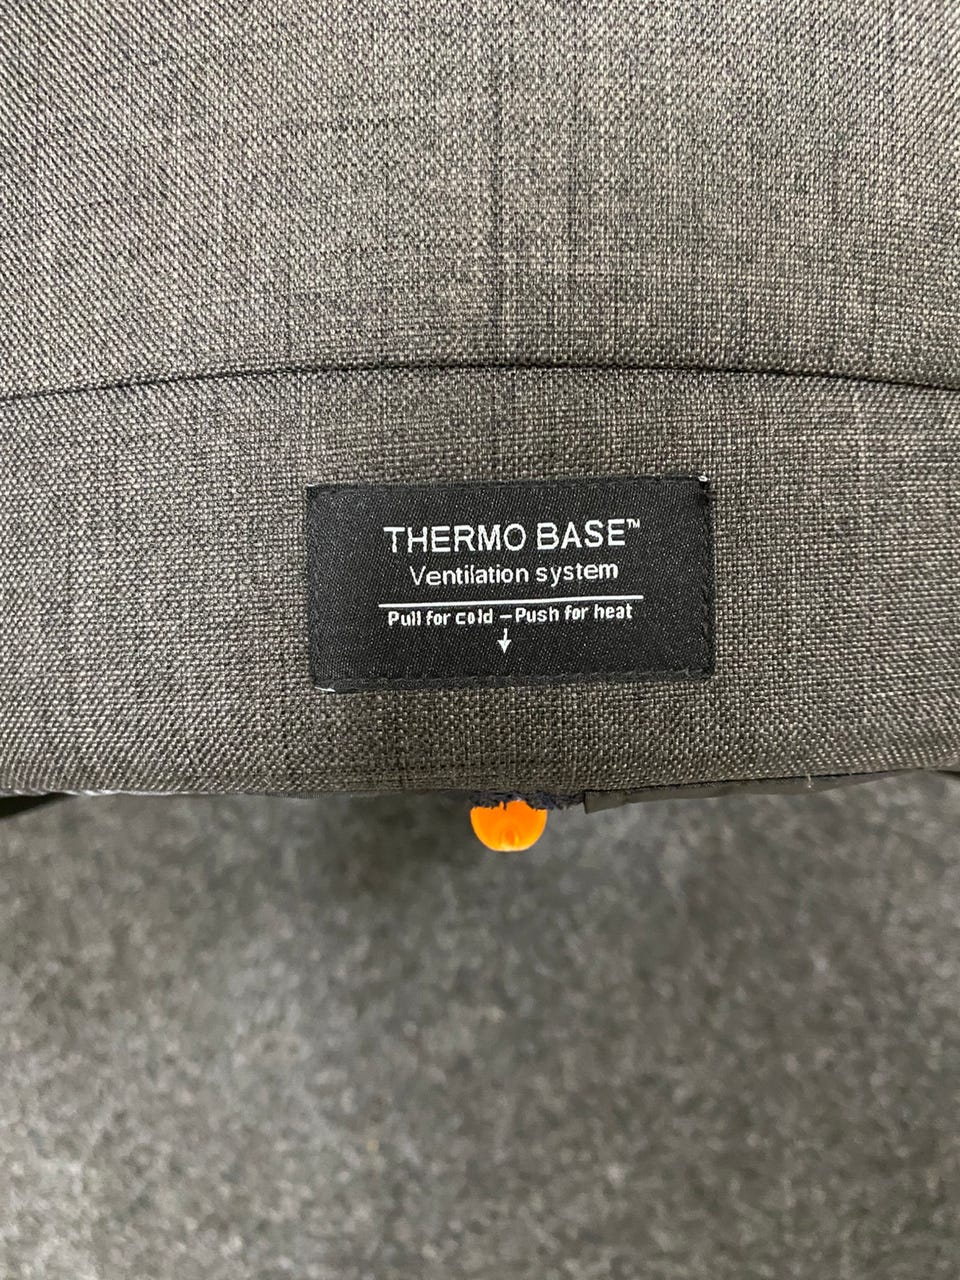 THERMO BASE™
Ventilation system
Pull for cold – Push for heat